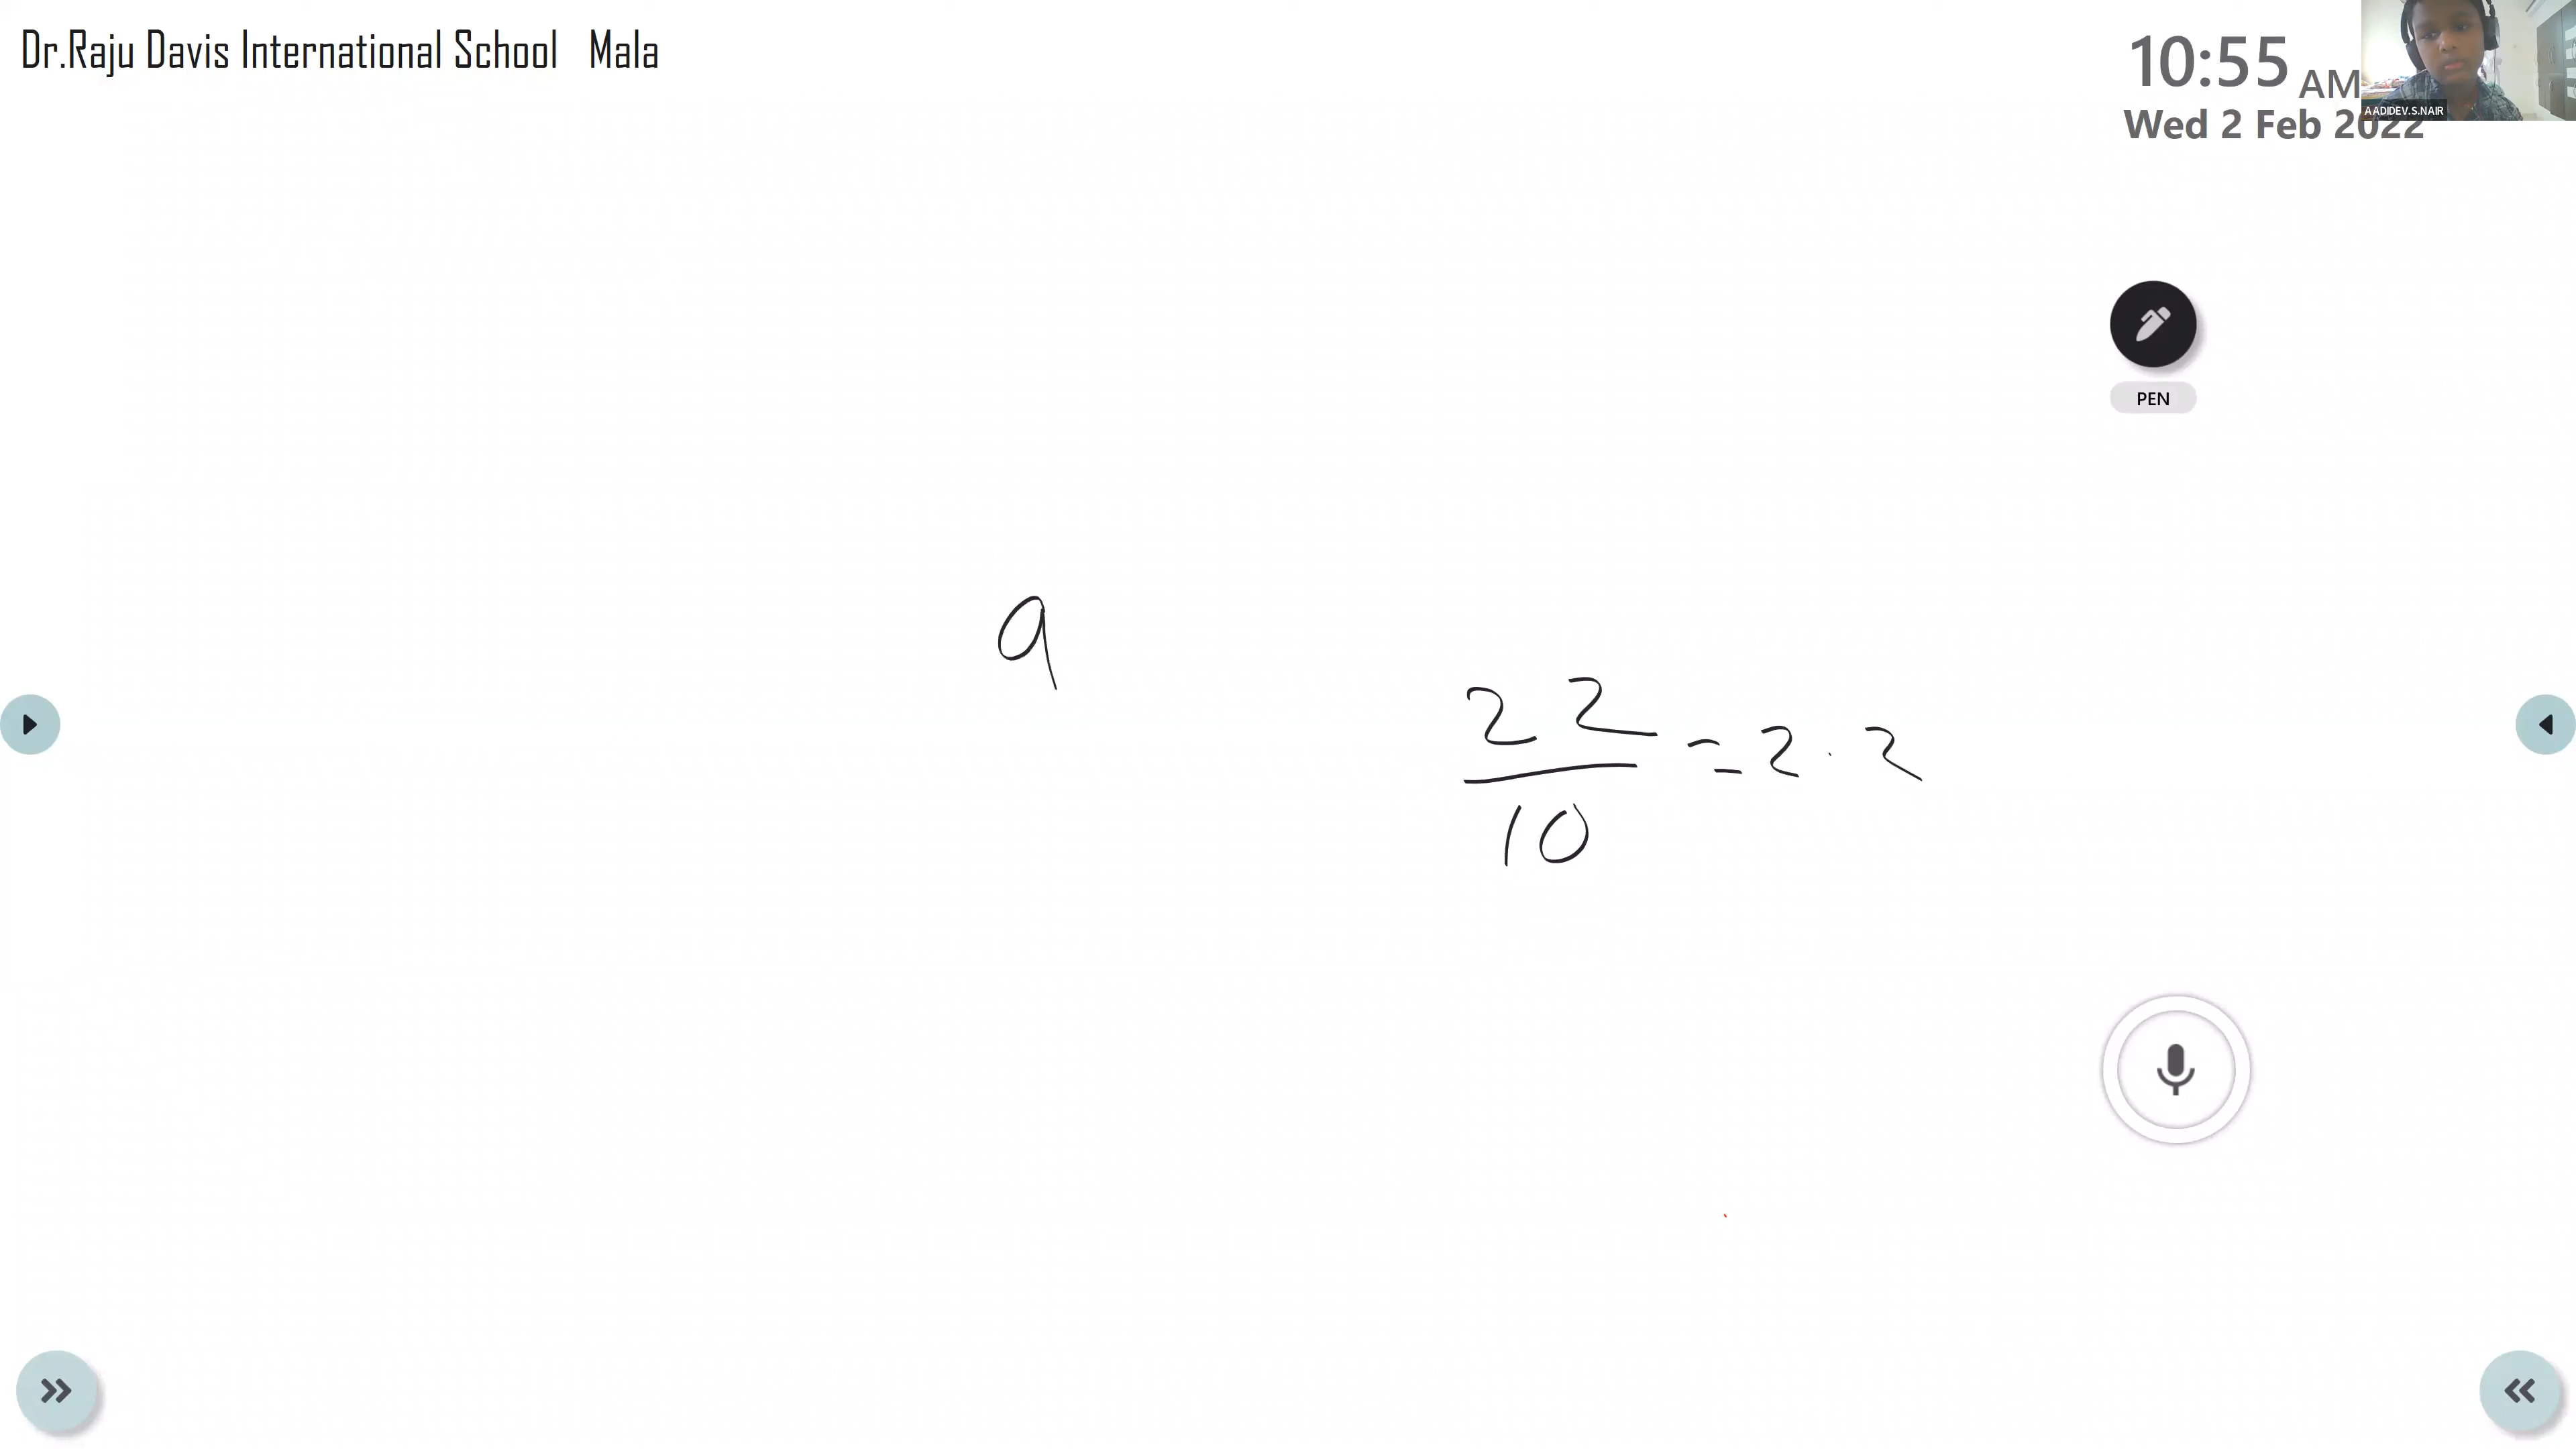 Dr.Raju Davis International School Mala
10:55 AM
Wed 2 Feb 2022
AADIDEV.S.NAIR
PEN
9
22/10 = 2.2